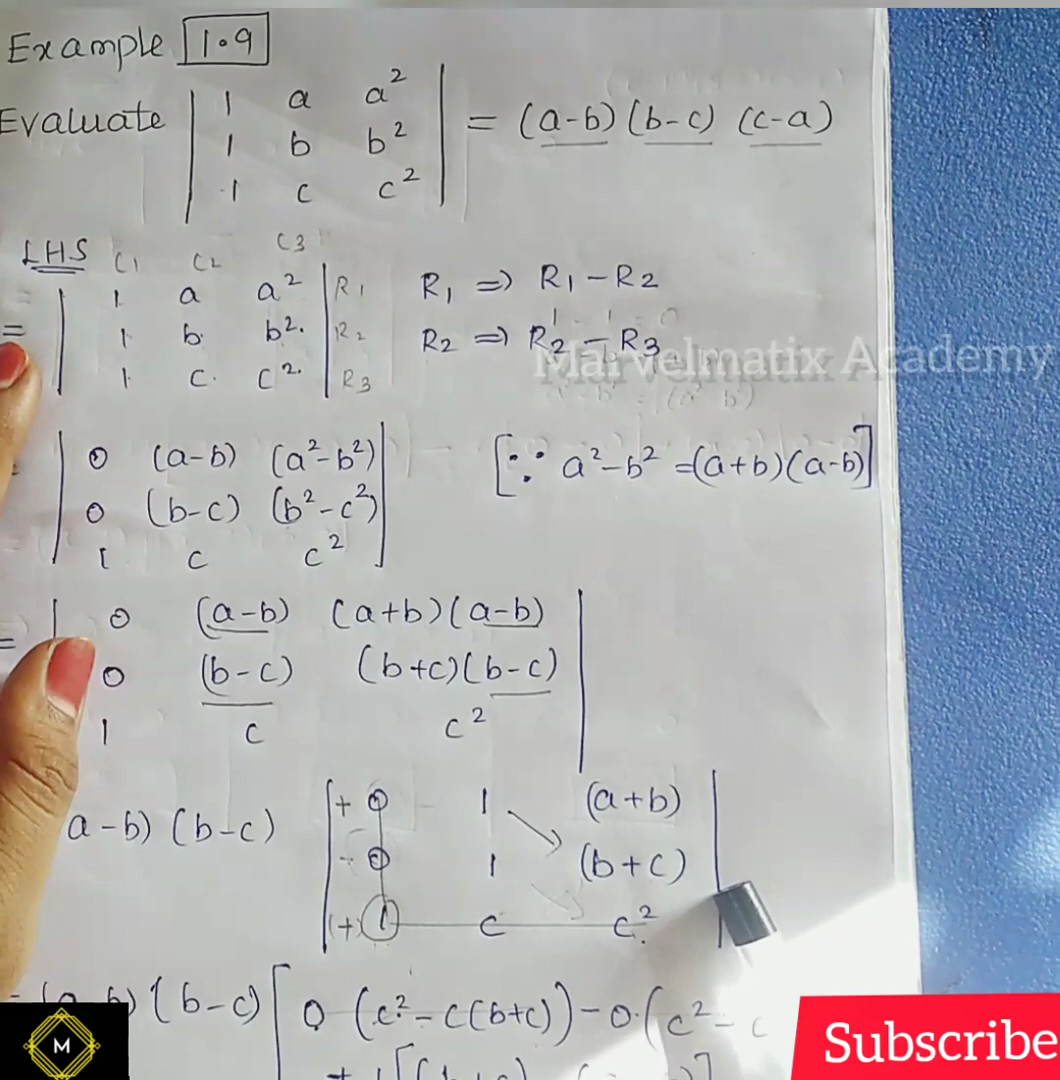 Example 1.9
Evaluate | 1 a a² | = (a-b) (b-c) (c-a)
| 1 b b² |
| 1 c c² |
LHS C1 C2 C3
= | 1 a a² | R1 R1 ⇒ R1 - R2
= | 1 b b² | R2 R2 ⇒ R2 - R3
| 1 c c² | R3
Marvelmatix Academy
| 0 (a-b) (a²-b²) | [∵ a²-b² =(a+b)(a-b)]
| 0 (b-c) (b²-c²) |
| 1 c c² |
= | 0 (a-b) (a+b)(a-b) |
0 (b-c) (b+c)(b-c) |
1 c c² |
a-b) (b-c) | + 0 1 (a+b) |
| - 0 1 (b+c) |
| (+) 1 c c² |
(b-c) [ 0 (c²-c(b+c)) - 0.(c²-c
+ 1[(
M
Subscribe